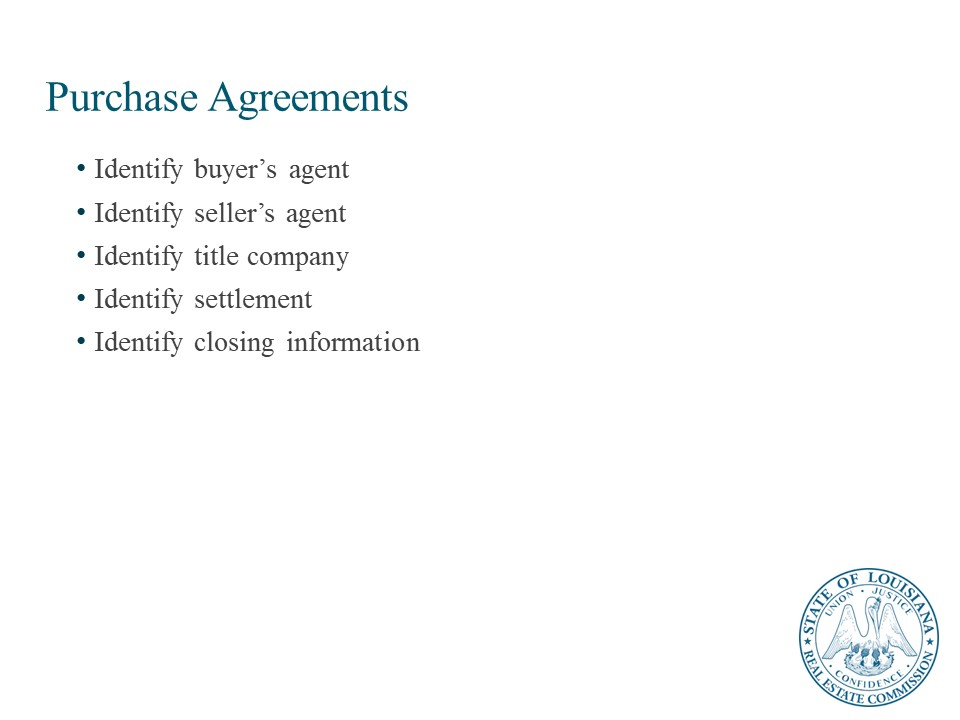 Purchase Agreements
• Identify buyer’s agent
• Identify seller’s agent
• Identify title company
• Identify settlement
• Identify closing information
STATE OF LOUISIANA
UNION · JUSTICE
· CONFIDENCE ·
REAL ESTATE COMMISSION